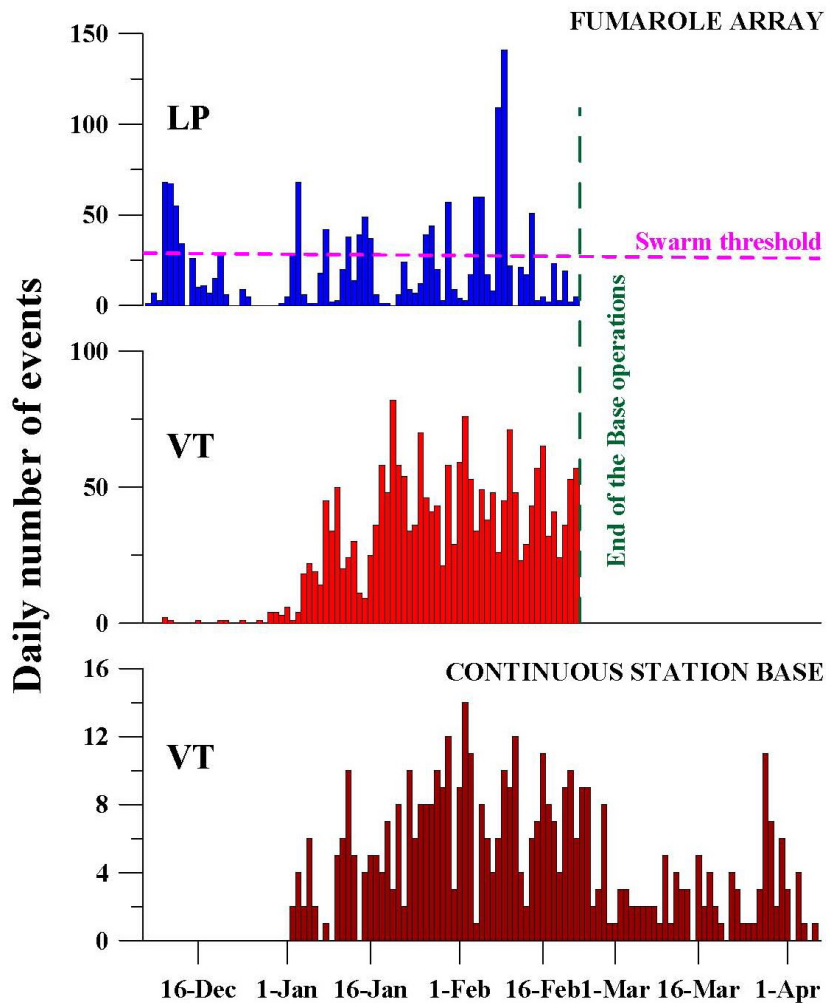 FUMAROLE ARRAY
150
LP
100
50
Swarm threshold
0
Daily number of events
End of the Base operations
100
VT
50
0
CONTINUOUS STATION BASE
16
VT
12
8
4
0
16-Dec 1-Jan 16-Jan 1-Feb 16-Feb 1-Mar 16-Mar 1-Apr